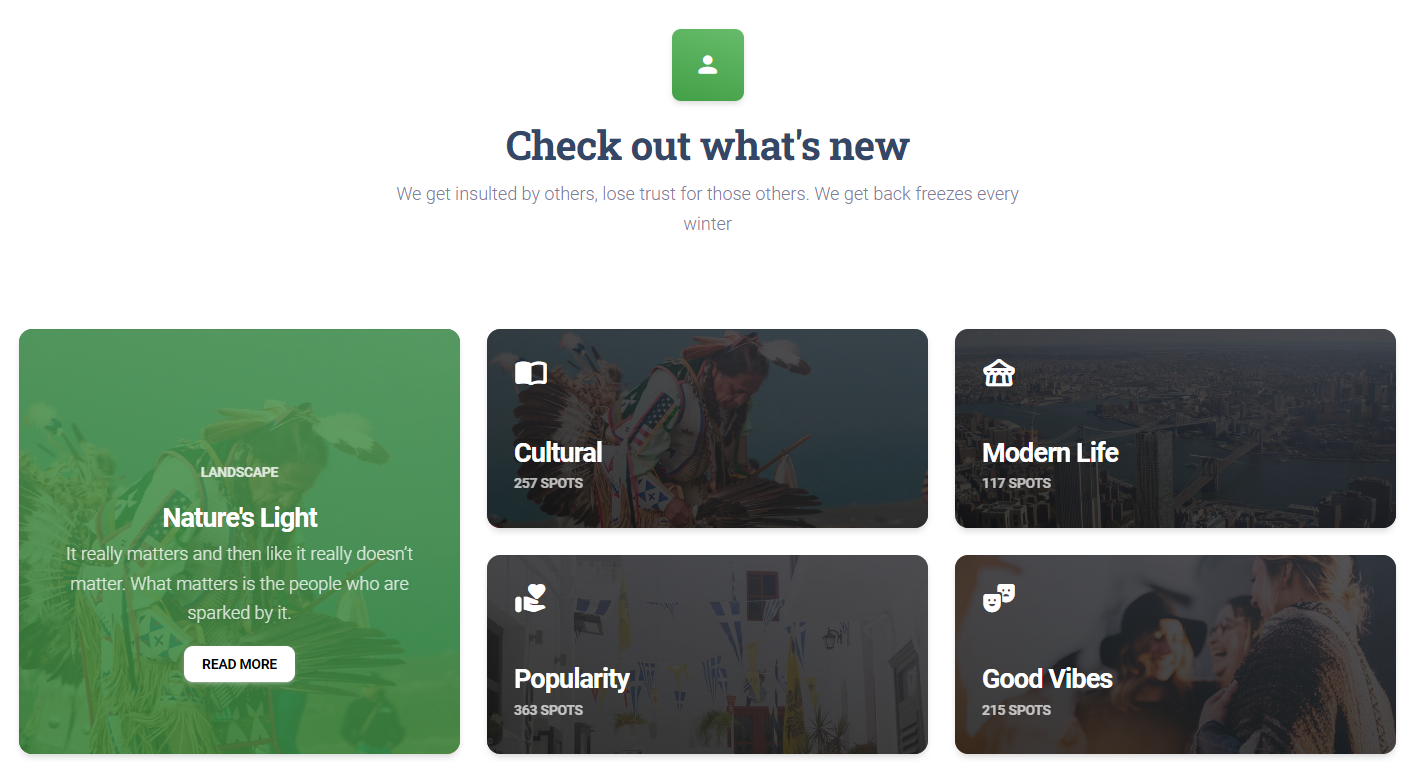 Check out what's new
We get insulted by others, lose trust for those others. We get back freezes every
winter
LANDSCAPE
Nature's Light
It really matters and then like it really doesn’t
matter. What matters is the people who are
sparked by it.
READ MORE
Cultural
257 SPOTS
Modern Life
117 SPOTS
Popularity
363 SPOTS
Good Vibes
215 SPOTS